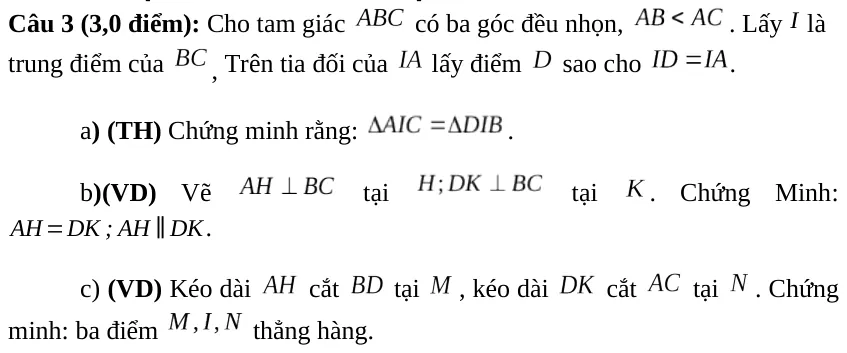 Câu 3 (3,0 điểm): Cho tam giác ABC có ba góc đều nhọn, AB < AC . Lấy I là
trung điểm của BC , Trên tia đối của IA lấy điểm D sao cho ID =IA.
a) (TH) Chứng minh rằng: ΔAIC =ΔDIB .
b)(VD) Vẽ AH ⊥ BC tại H;DK ⊥ BC tại K . Chứng Minh:
AH=DK ; AH ∥ DK.
c) (VD) Kéo dài AH cắt BD tại M , kéo dài DK cắt AC tại N . Chứng
minh: ba điểm M,I,N thẳng hàng.